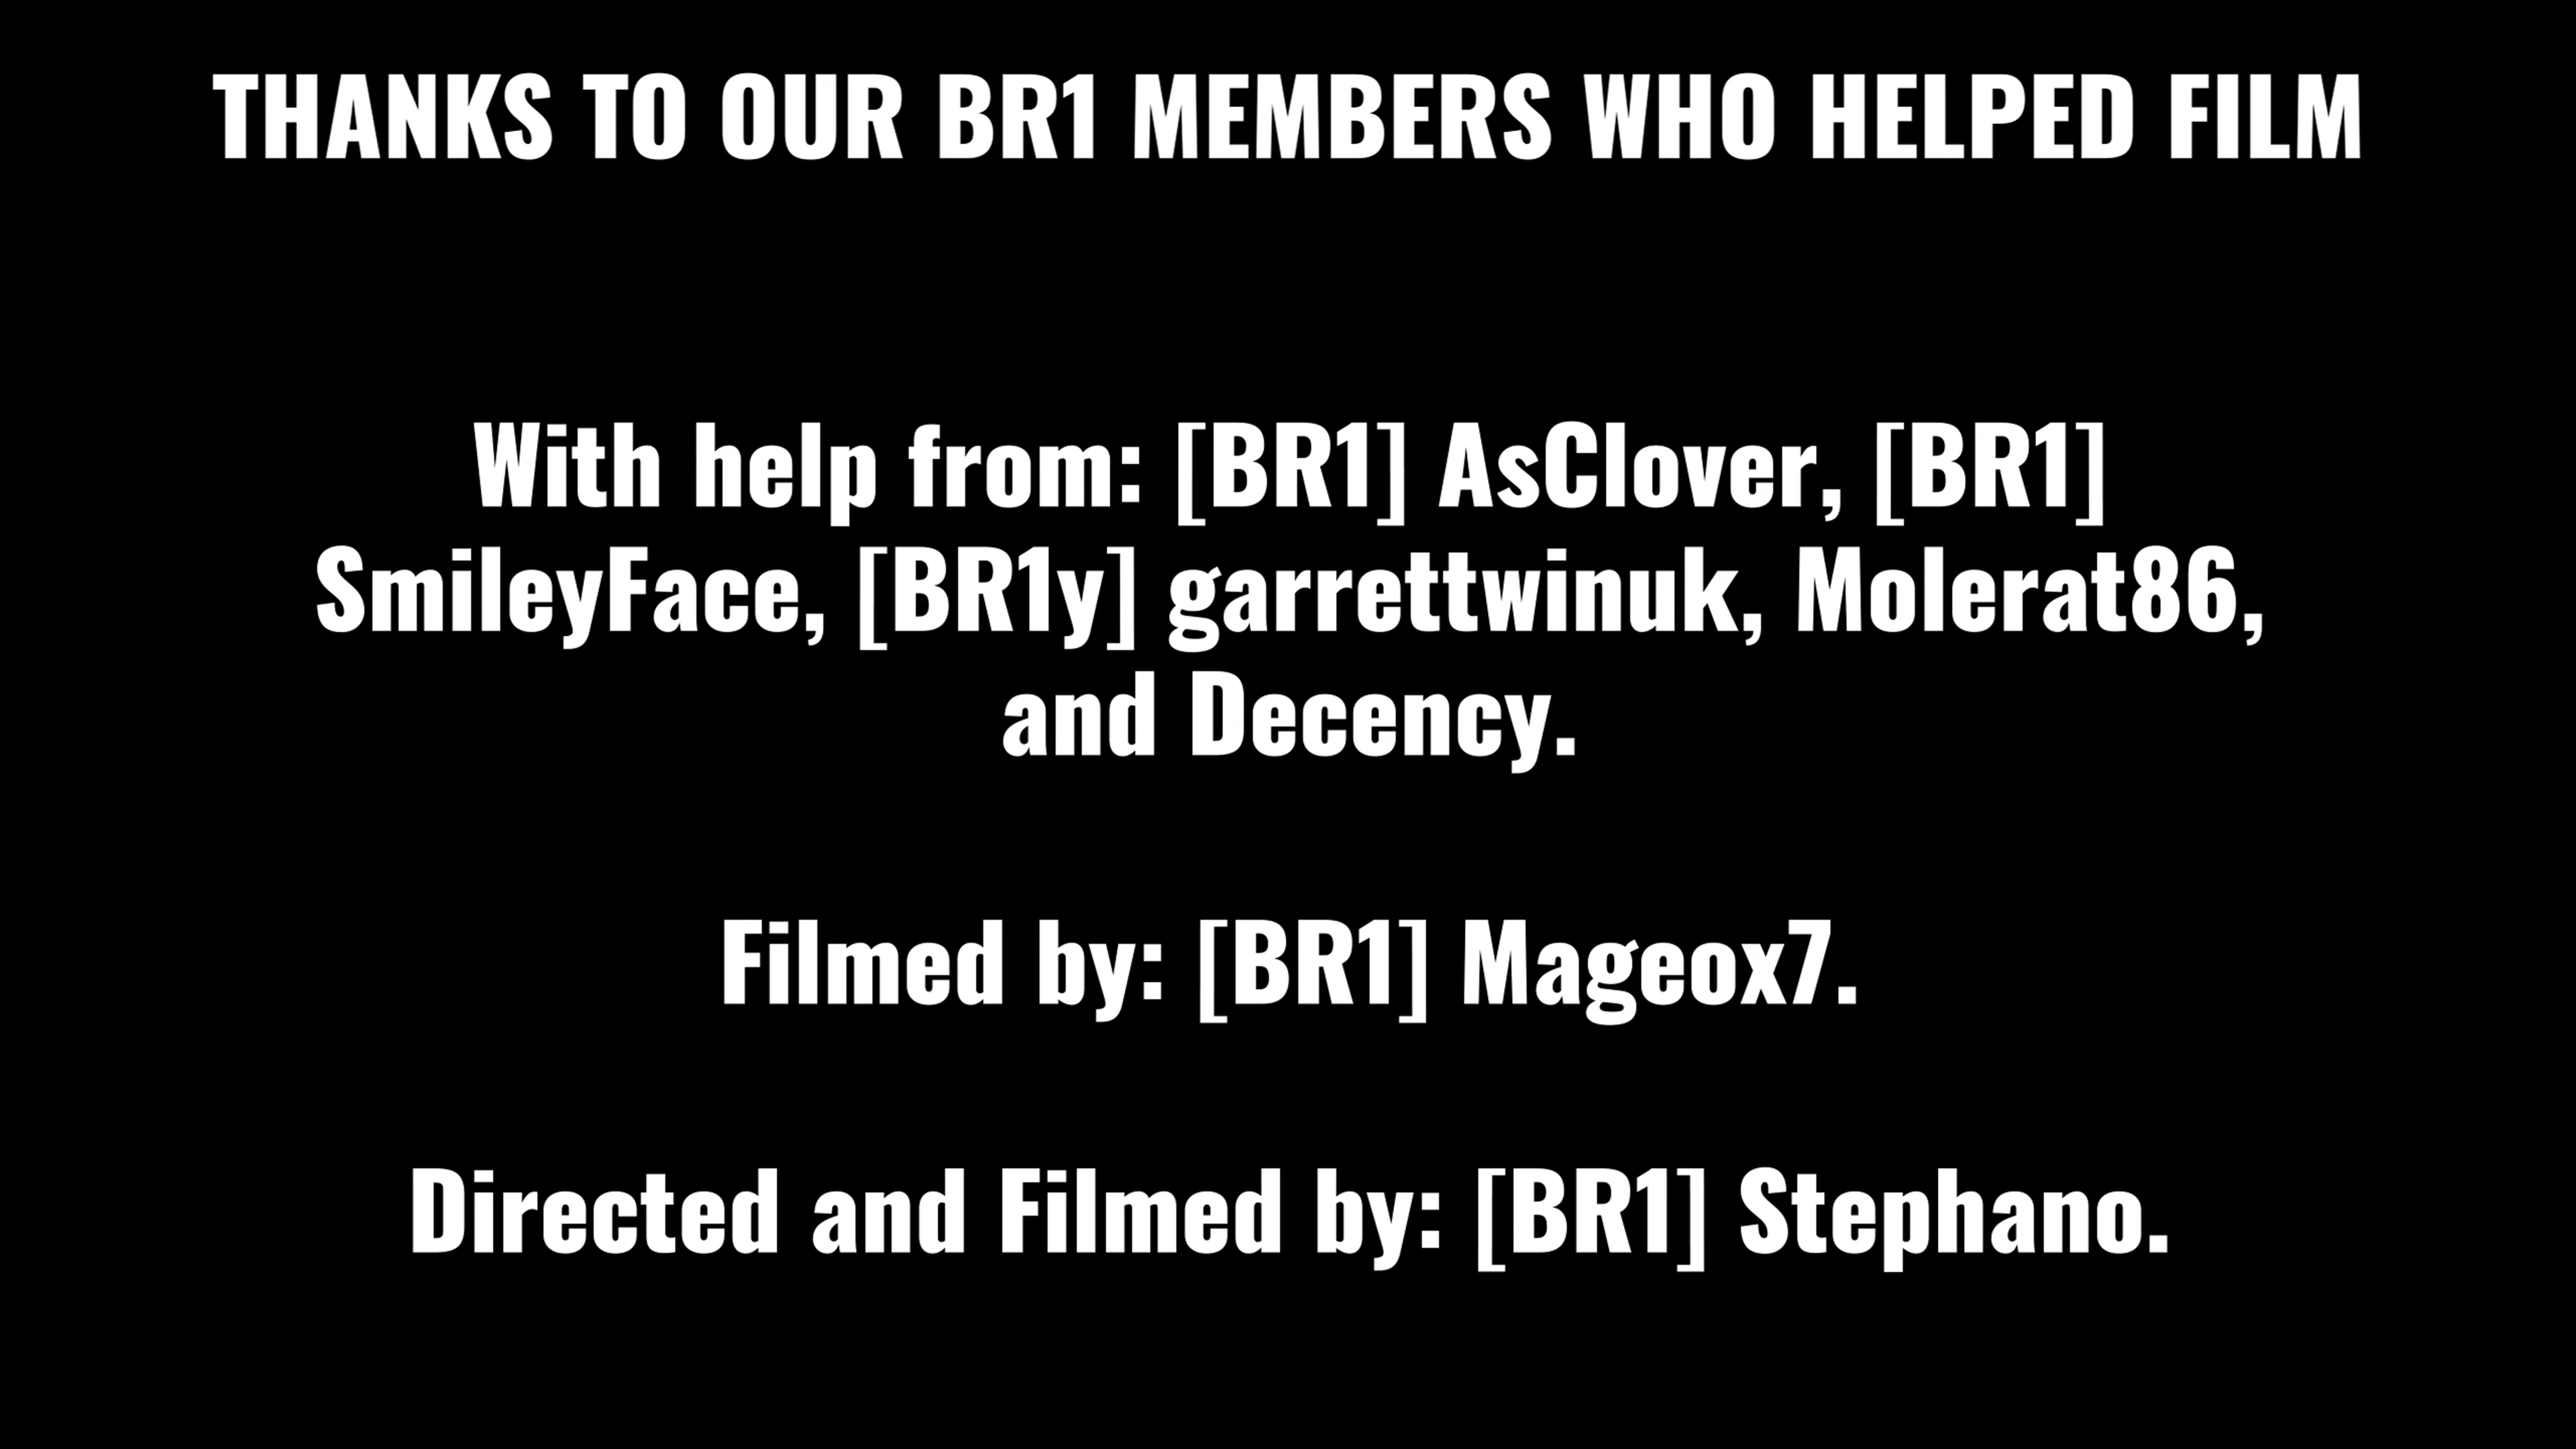 THANKS TO OUR BR1 MEMBERS WHO HELPED FILM
With help from: [BR1] AsClover, [BR1]
SmileyFace, [BR1y] garrettwinuk, Molerat86,
and Decency.
Filmed by: [BR1] Mageox7.
Directed and Filmed by: [BR1] Stephano.